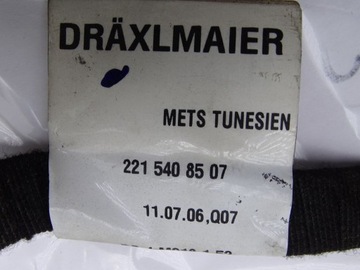 DRÄXLMAIER
METS TUNESIEN
221 540 85 07
11.07.06,Q07